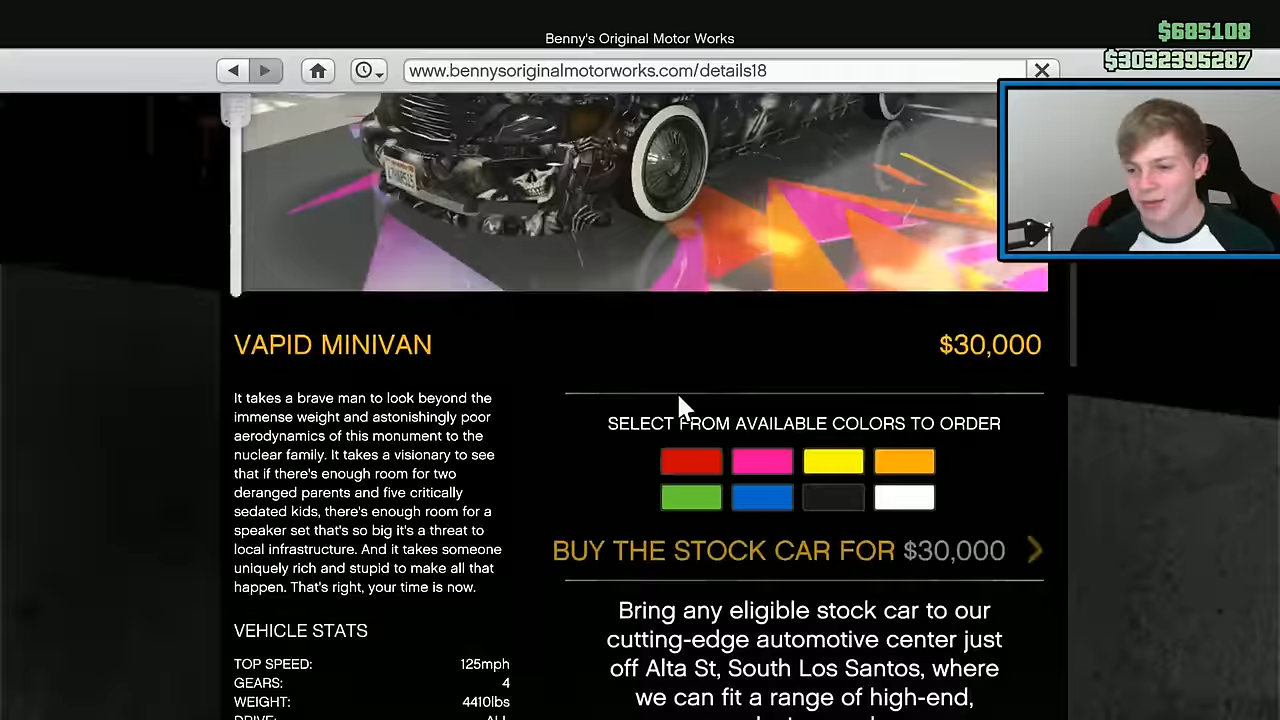 Benny's Original Motor Works
$685108
$3032395287
www.bennysoriginalmotorworks.com/details18
VAPID MINIVAN
$30,000
It takes a brave man to look beyond the
immense weight and astonishingly poor
aerodynamics of this monument to the
nuclear family. It takes a visionary to see
that if there's enough room for two
deranged parents and five critically
sedated kids, there's enough room for a
speaker set that's so big it's a threat to
local infrastructure. And it takes someone
uniquely rich and stupid to make all that
happen. That's right, your time is now.
VEHICLE STATS
TOP SPEED: 125mph
GEARS: 4
WEIGHT: 4410lbs
SELECT FROM AVAILABLE COLORS TO ORDER
BUY THE STOCK CAR FOR $30,000
Bring any eligible stock car to our
cutting-edge automotive center just
off Alta St, South Los Santos, where
we can fit a range of high-end,